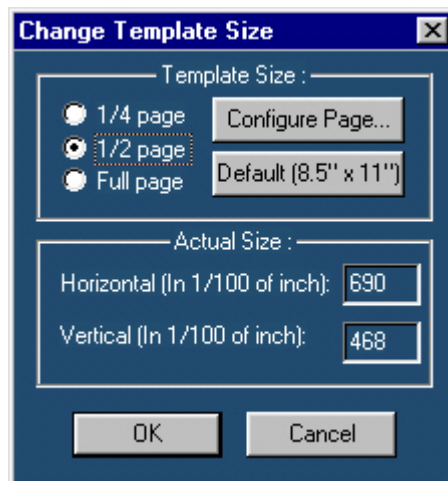 Change Template Size
Template Size :
1/4 page
Configure Page...
1/2 page
Default (8.5" x 11")
Full page
Actual Size :
Horizontal (In 1/100 of inch): 690
Vertical (In 1/100 of inch): 468
OK Cancel